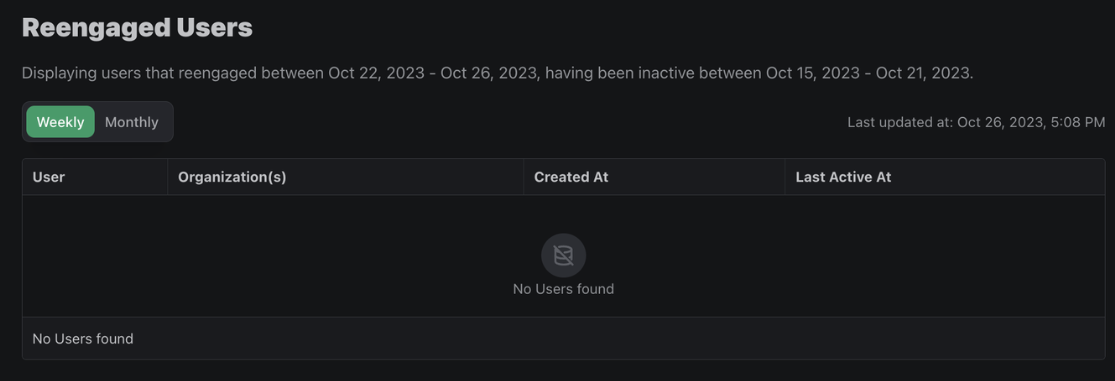 Reengaged Users
Displaying users that reengaged between Oct 22, 2023 - Oct 26, 2023, having been inactive between Oct 15, 2023 - Oct 21, 2023.
Weekly Monthly
Last updated at: Oct 26, 2023, 5:08 PM
User Organization(s) Created At Last Active At
No Users found
No Users found